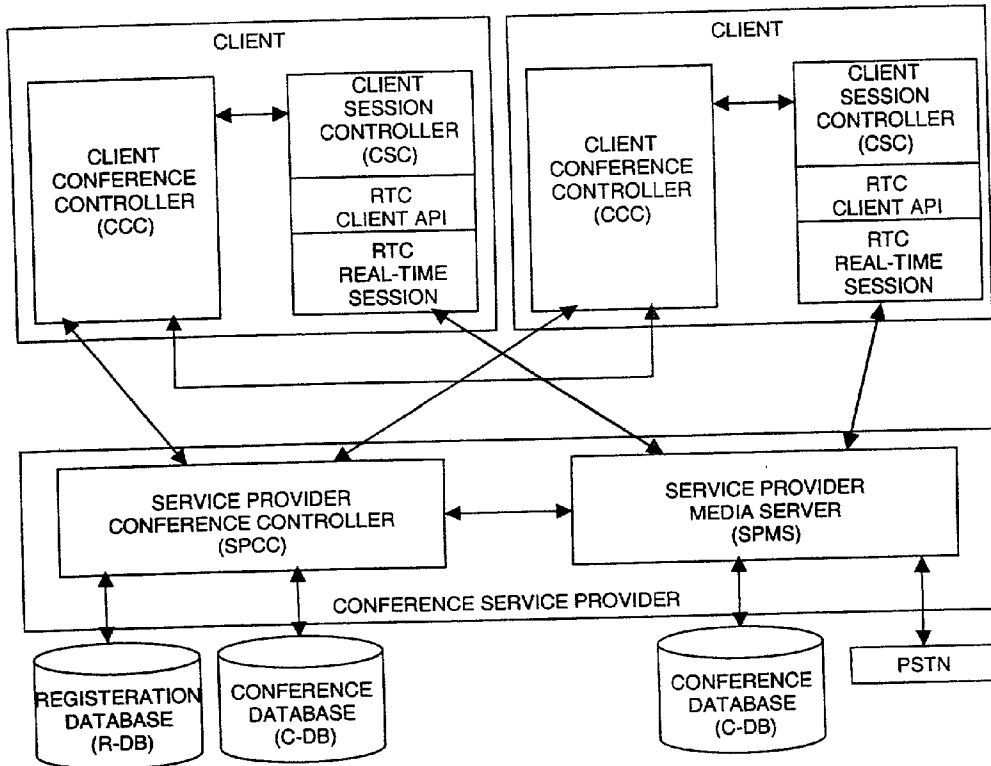 CLIENT
CLIENT
CONFERENCE
CONTROLLER
(CCC)
CLIENT
SESSION
CONTROLLER
(CSC)
RTC
CLIENT API
RTC
REAL-TIME
SESSION
CLIENT
CLIENT
CONFERENCE
CONTROLLER
(CCC)
CLIENT
SESSION
CONTROLLER
(CSC)
RTC
CLIENT API
RTC
REAL-TIME
SESSION
SERVICE PROVIDER
CONFERENCE CONTROLLER
(SPCC)
SERVICE PROVIDER
MEDIA SERVER
(SPMS)
CONFERENCE SERVICE PROVIDER
REGISTERATION
DATABASE
(R-DB)
CONFERENCE
DATABASE
(C-DB)
CONFERENCE
DATABASE
(C-DB)
PSTN